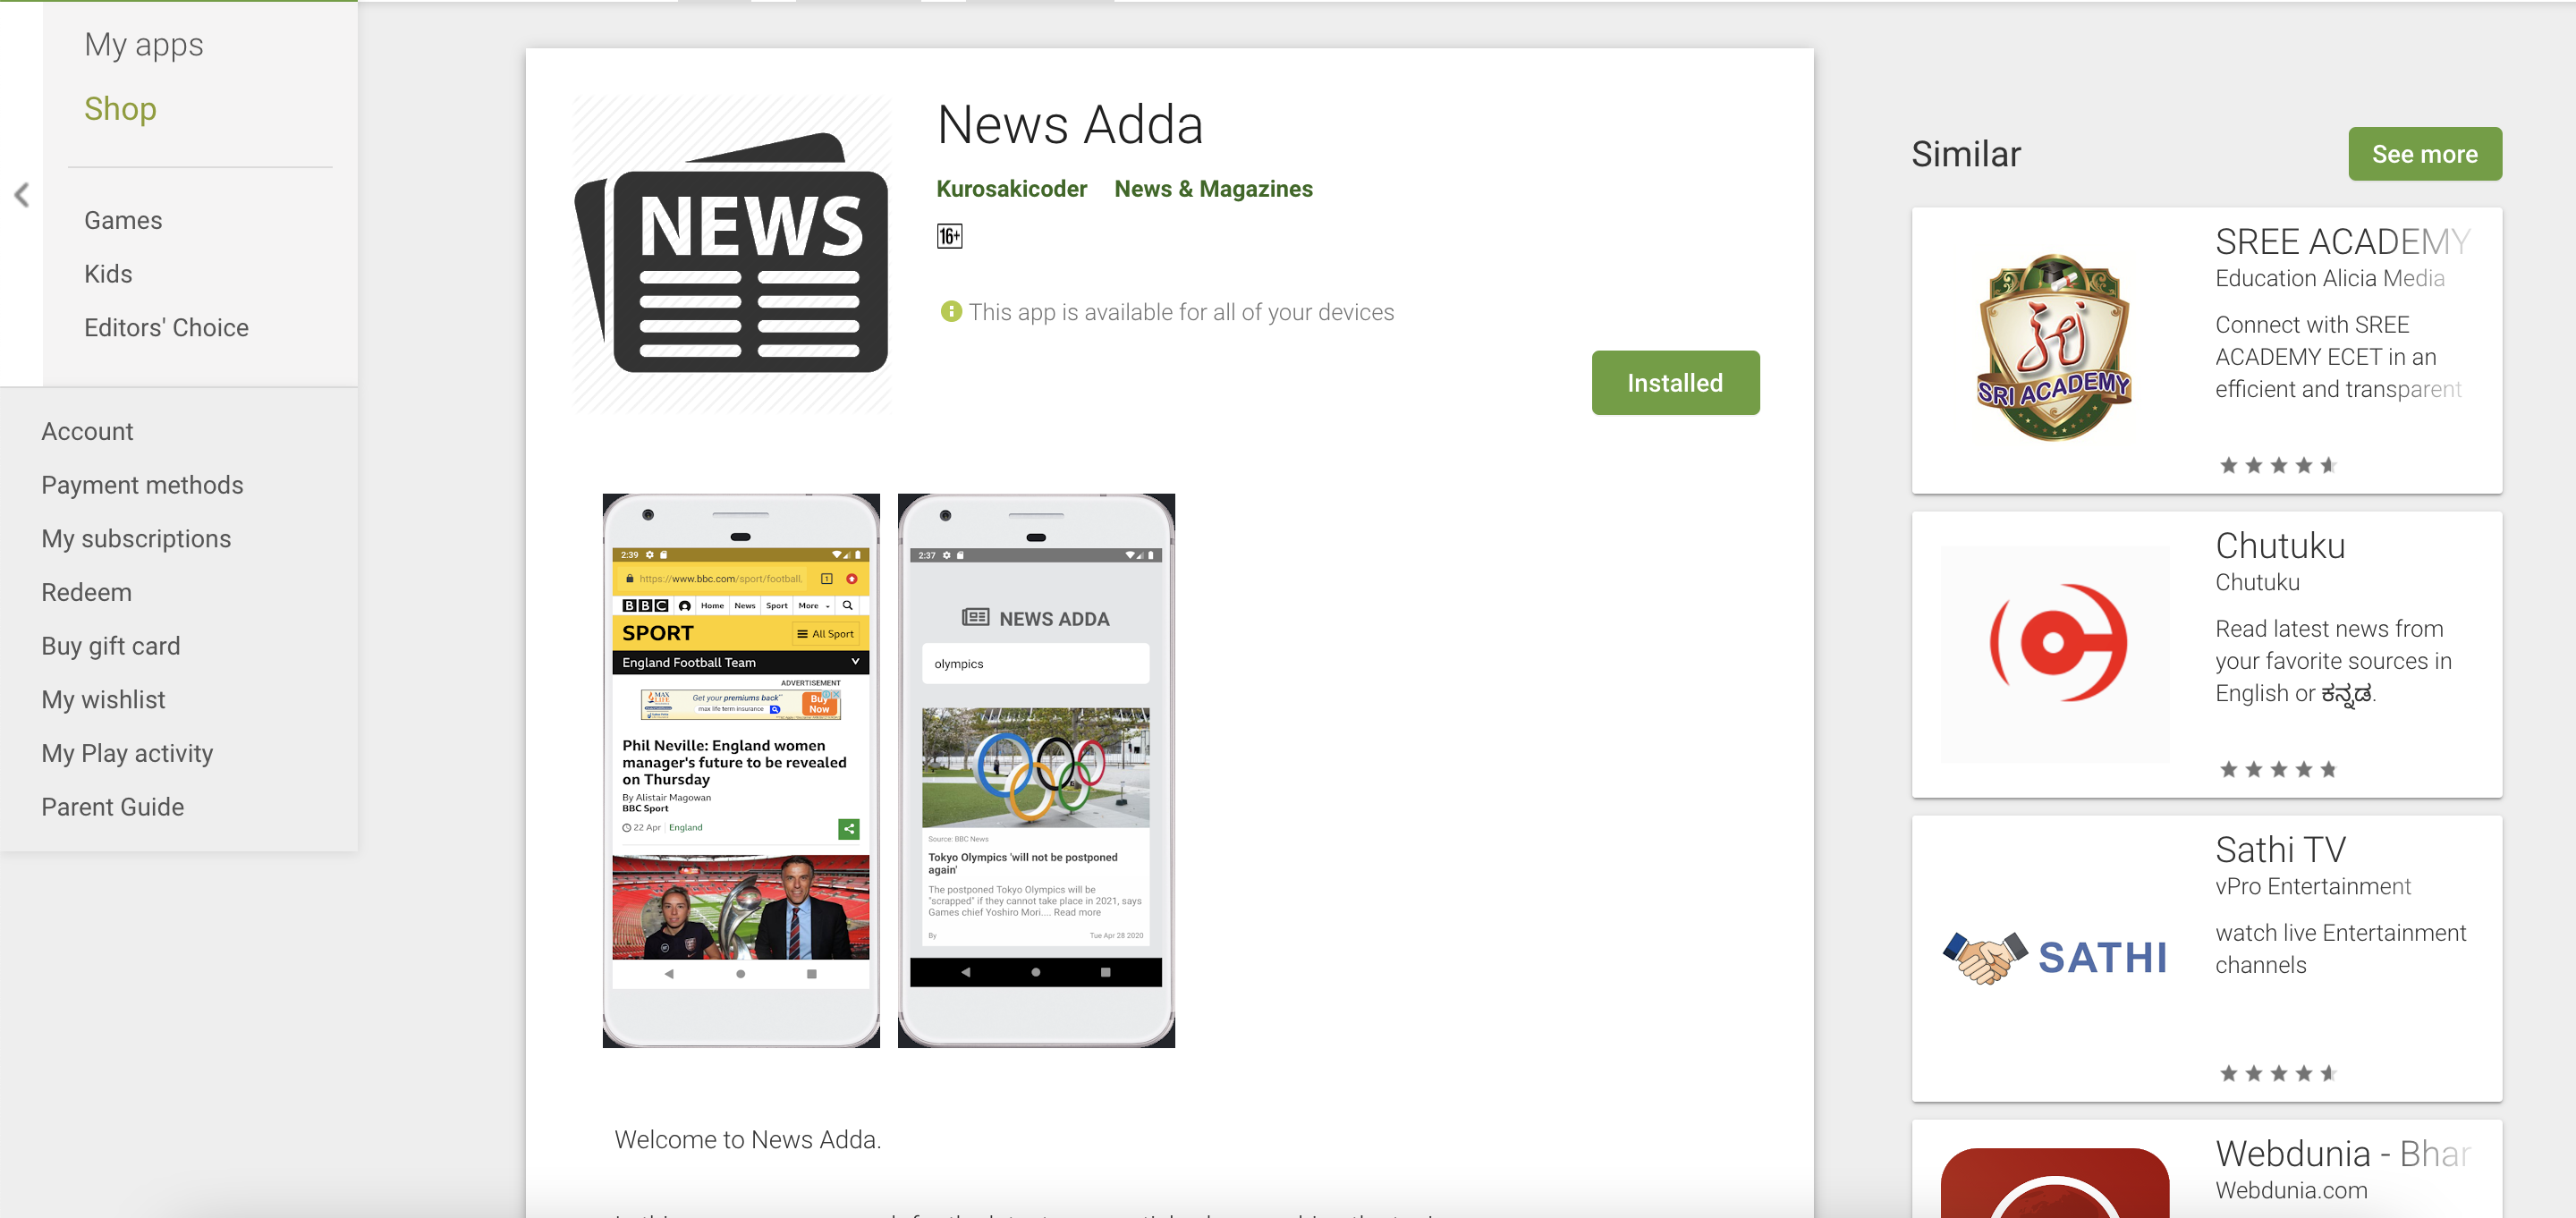 My apps
Shop
Games
Kids
Editors' Choice
Account
Payment methods
My subscriptions
Redeem
Buy gift card
My wishlist
My Play activity
Parent Guide
NEWS
News Adda
Kurosakicoder News & Magazines
16+
This app is available for all of your devices
Installed
2:39
https://www.bbc.com/sport/football.
1
BBC Home News Sport More
SPORT
All Sport
England Football Team
ADVERTISEMENT
MAX LIFE
Get your premiums back
max life term insurance
Buy Now
Phil Neville: England women
manager's future to be revealed
on Thursday
By Alistair Magowan
BBC Sport
22 Apr England
2:37
NEWS ADDA
olympics
Source: BBC News
Tokyo Olympics 'will not be postponed
again'
The postponed Tokyo Olympics will be
"scrapped" if they cannot take place in 2021, says
Games chief Yoshiro Mori.... Read more
By Tue Apr 28 2020
Welcome to News Adda.
Similar
See more
SRI ACADEMY
SREE ACADEMY
Education Alicia Media
Connect with SREE
ACADEMY ECET in an
efficient and transparent
Chutuku
Chutuku
Read latest news from
your favorite sources in
English or ಕನ್ನಡ.
SATHI
Sathi TV
vPro Entertainment
watch live Entertainment
channels
Webdunia - Bhar
Webdunia.com